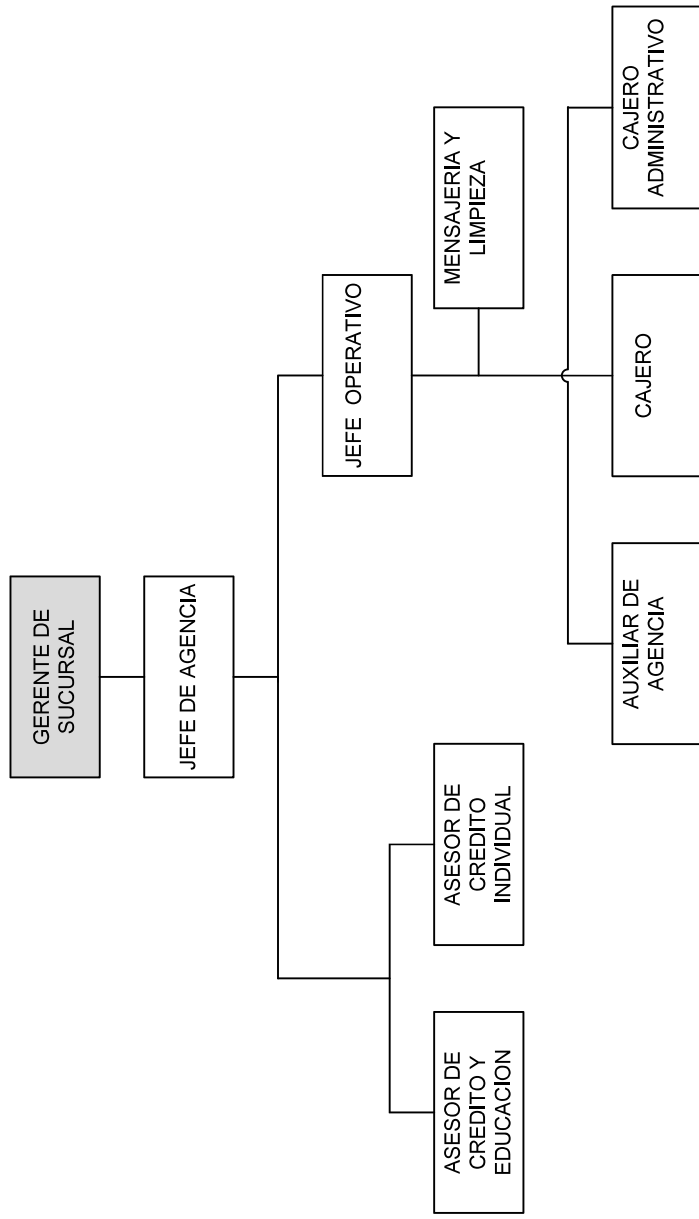 GERENTE DE
SUCURSAL
JEFE DE AGENCIA
JEFE OPERATIVO
MENSAJERIA Y
LIMPIEZA
ASESOR DE
CREDITO Y
EDUCACION
ASESOR DE
CREDITO
INDIVIDUAL
AUXILIAR DE
AGENCIA
CAJERO
CAJERO
ADMINISTRATIVO